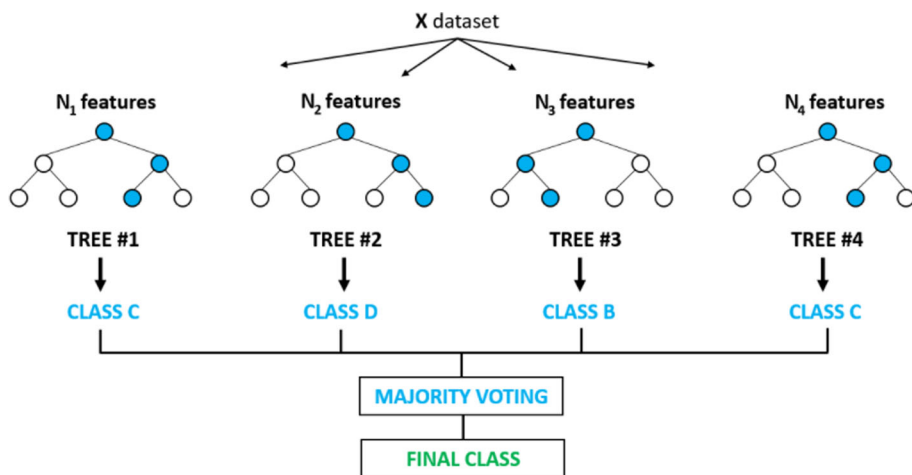 X dataset
N₁ features
N₂ features
N₃ features
N₄ features
TREE #1
TREE #2
TREE #3
TREE #4
CLASS C
CLASS D
CLASS B
CLASS C
MAJORITY VOTING
FINAL CLASS